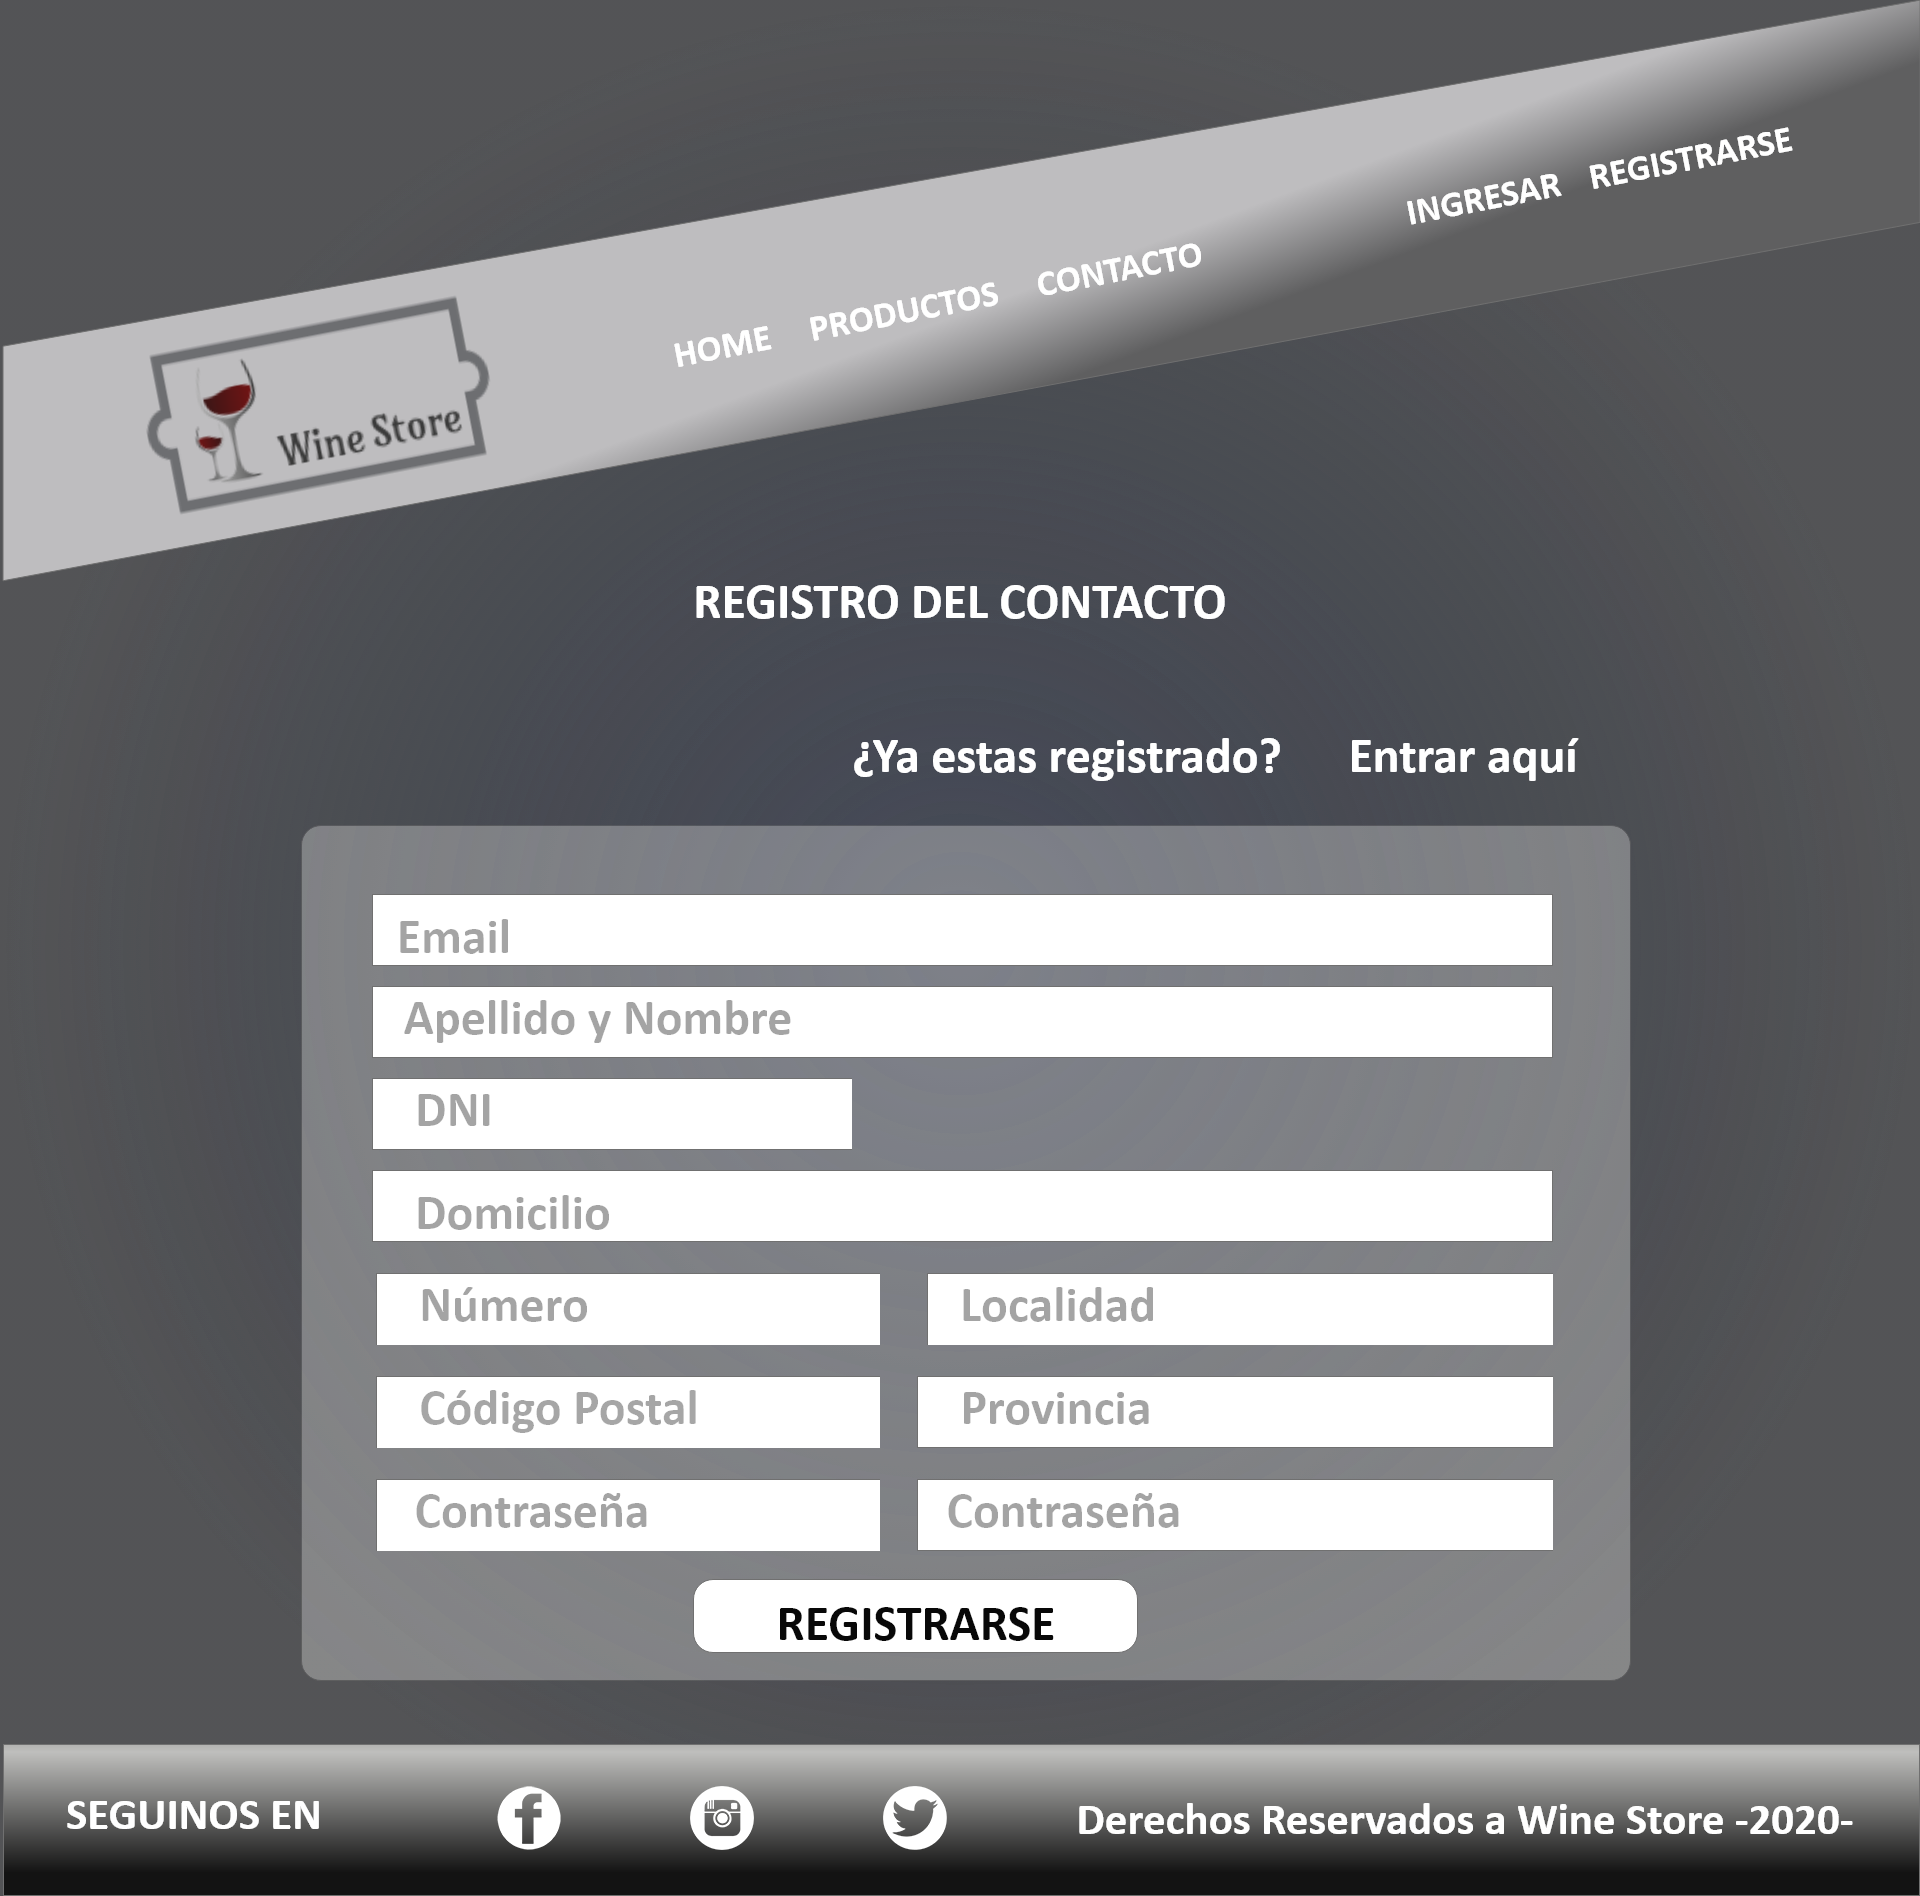 Wine Store
HOME PRODUCTOS CONTACTO
INGRESAR REGISTRARSE
REGISTRO DEL CONTACTO
¿Ya estas registrado? Entrar aquí
Email
Apellido y Nombre
DNI
Domicilio
Número Localidad
Código Postal Provincia
Contraseña Contraseña
REGISTRARSE
SEGUINOS EN
Derechos Reservados a Wine Store -2020-